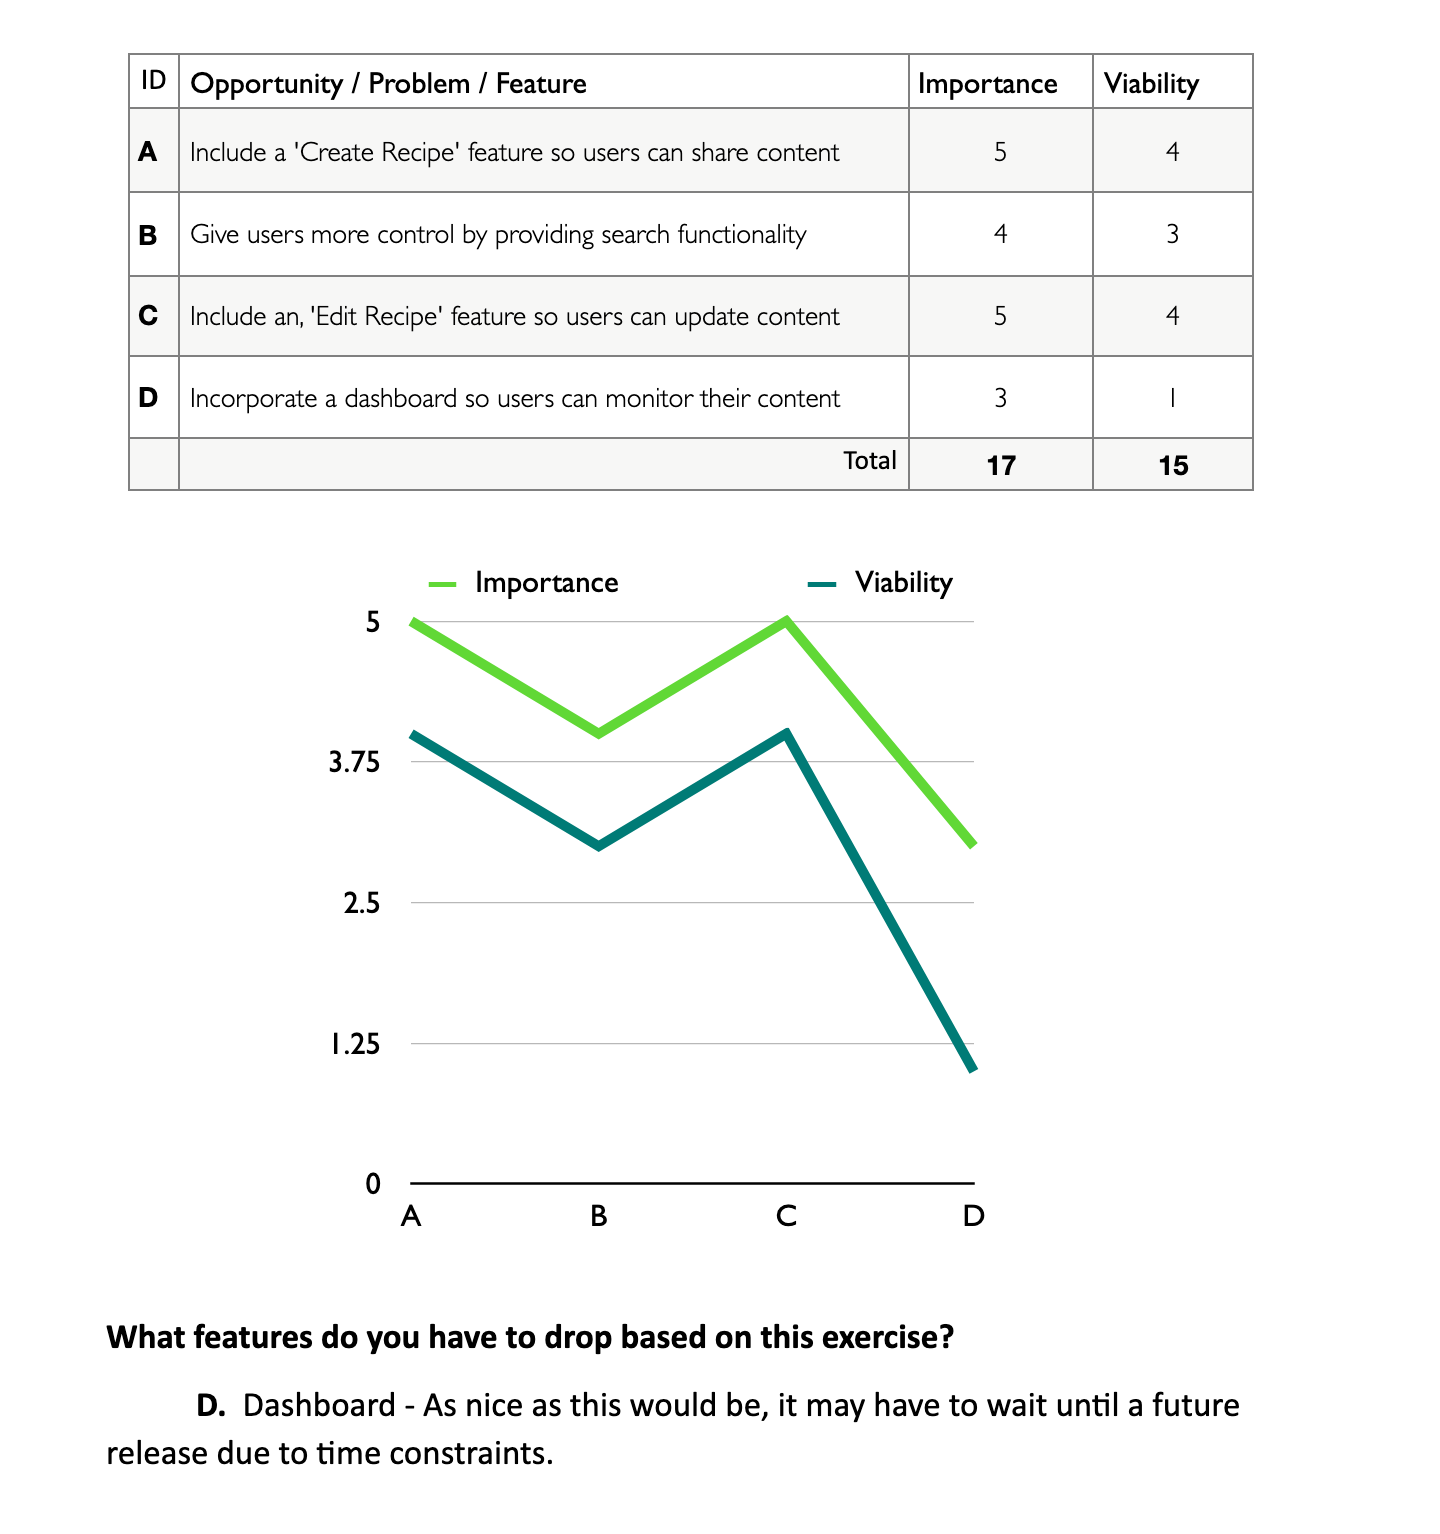 ID Opportunity / Problem / Feature Importance Viability
A Include a 'Create Recipe' feature so users can share content 5 4
B Give users more control by providing search functionality 4 3
C Include an, 'Edit Recipe' feature so users can update content 5 4
D Incorporate a dashboard so users can monitor their content 3 1
Total 17 15
Importance Viability
5
3.75
2.5
1.25
0
A B C D
What features do you have to drop based on this exercise?
D. Dashboard - As nice as this would be, it may have to wait until a future
release due to time constraints.